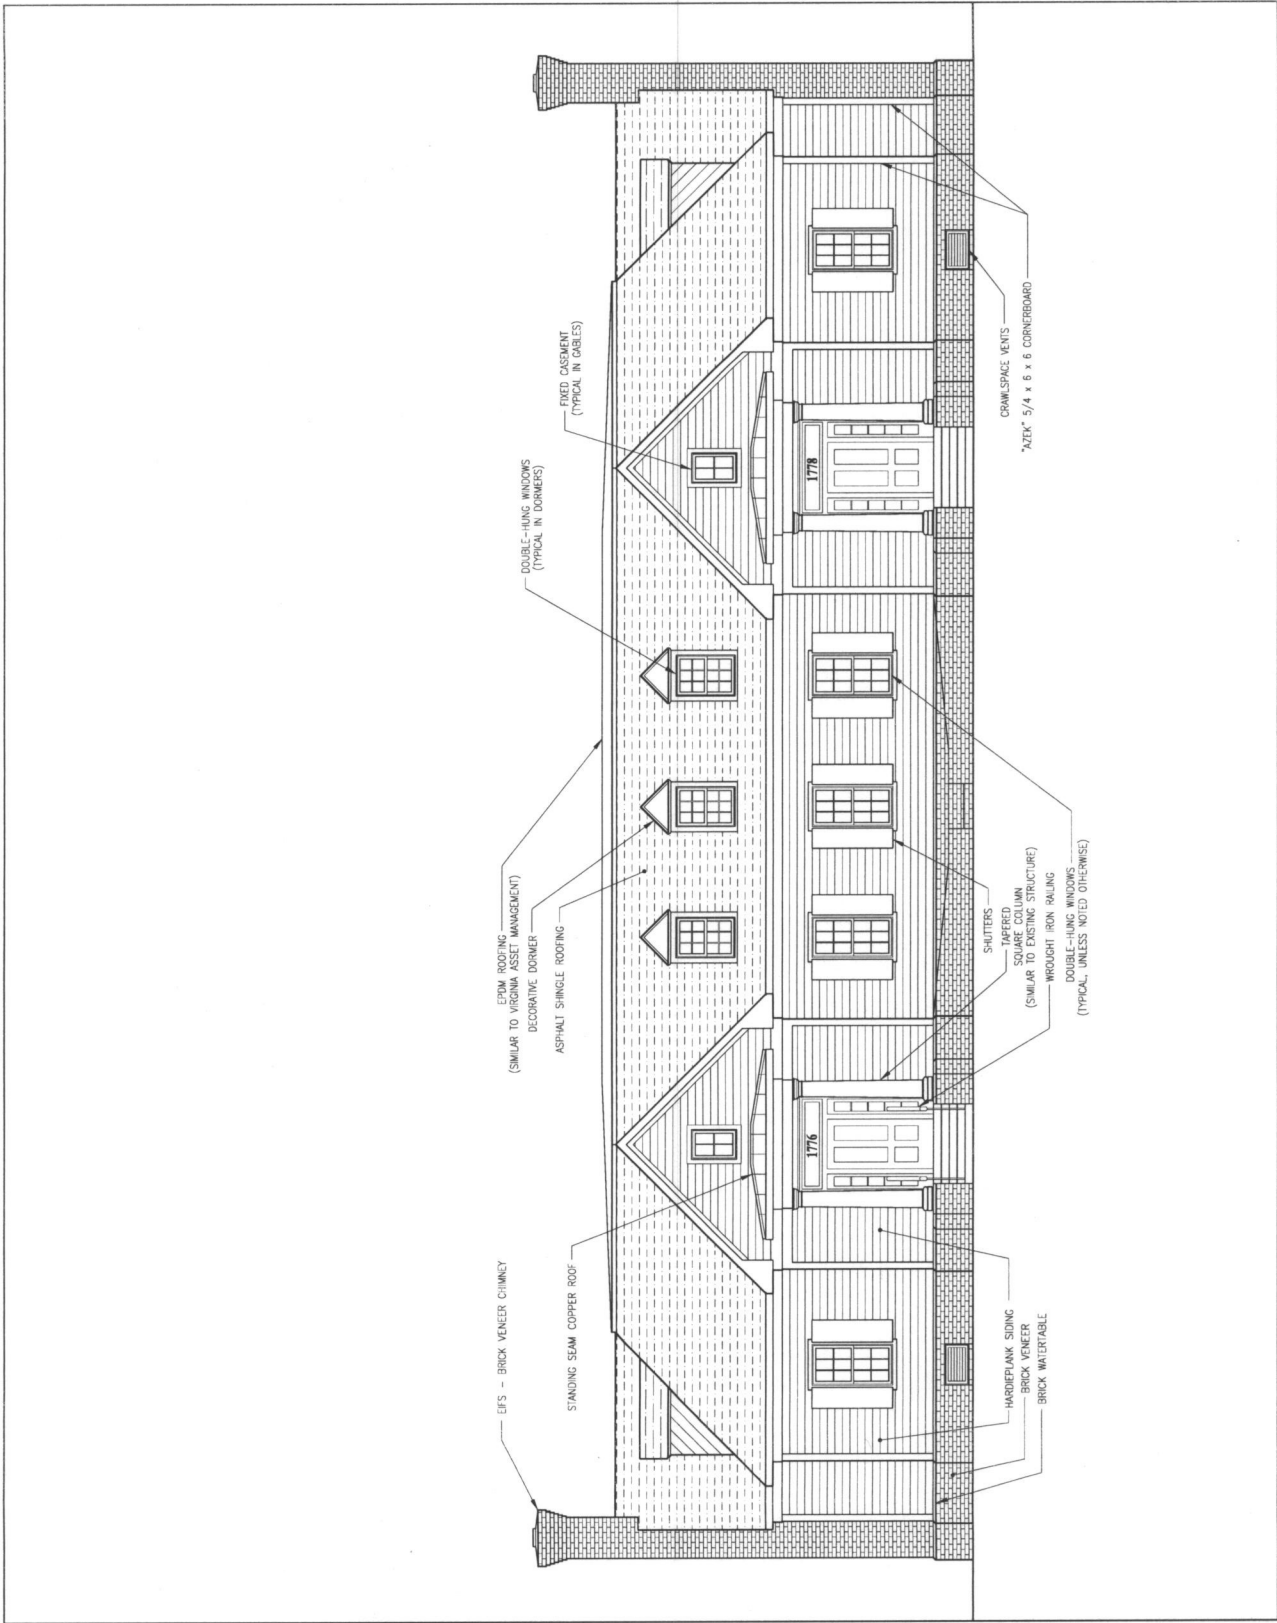 EIFS - BRICK VENEER CHIMNEY
STANDING SEAM COPPER ROOF
EPDM ROOFING
(SIMILAR TO VIRGINIA ASSET MANAGEMENT)
DECORATIVE DORMER
ASPHALT SHINGLE ROOFING
DOUBLE-HUNG WINDOWS
(TYPICAL IN DORMERS)
FIXED CASEMENT
(TYPICAL IN GABLES)
1776
1778
HARDIEPLANK SIDING
BRICK VENEER
BRICK WATERTABLE
SHUTTERS
TAPERED
SQUARE COLUMN
(SIMILAR TO EXISTING STRUCTURE)
WROUGHT IRON RAILING
DOUBLE-HUNG WINDOWS
(TYPICAL, UNLESS NOTED OTHERWISE)
CRAWLSPACE VENTS
"AZEK" 5/4 x 6 x 6 CORNERBOARD